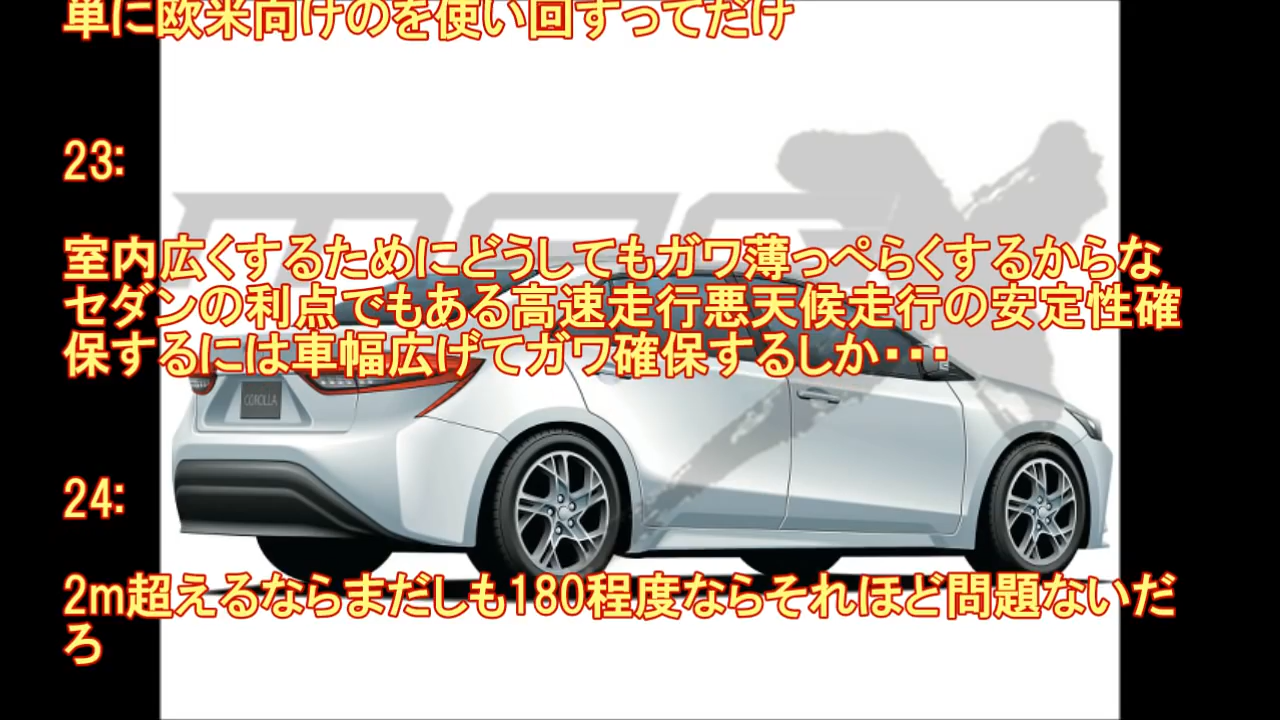 単に欧米向けのを使い回すってだけ
23:
室内広くするためにどうしてもガワ薄っぺらくするからな
セダンの利点でもある高速走行悪天候走行の安定性確
保するには車幅広げてガワ確保するしか・・・
COROLLA
24:
2m超えるならまだしも180程度ならそれほど問題ないだ
ろ